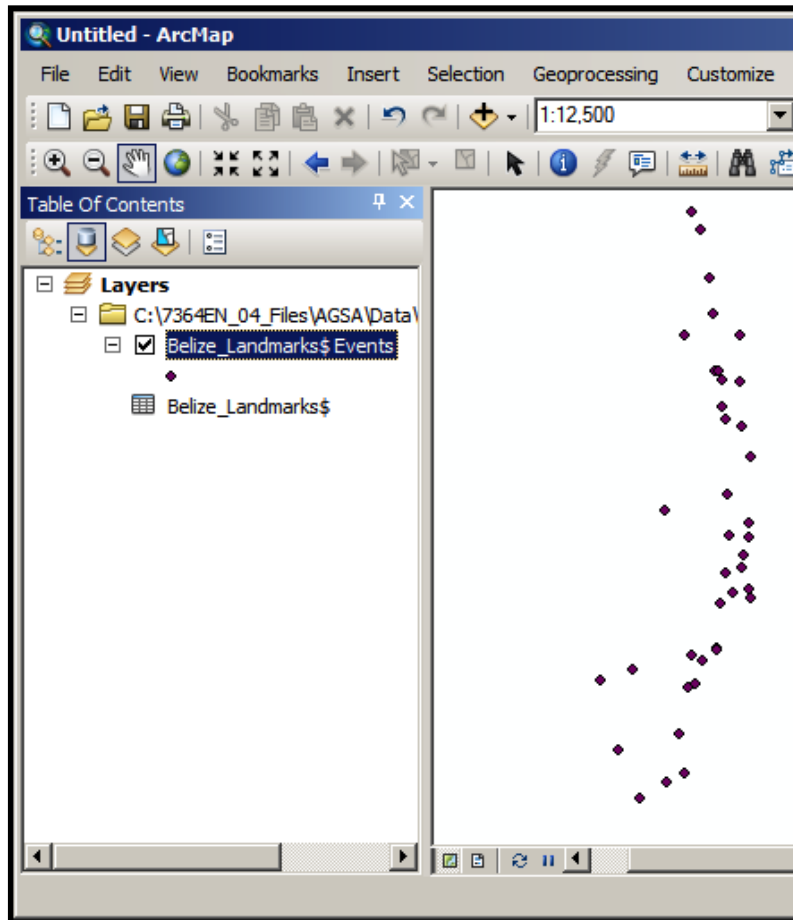 Untitled - ArcMap
File Edit View Bookmarks Insert Selection Geoprocessing Customize
1:12,500
Table Of Contents
Layers
C:\7364EN_04_Files\AGSA\Data\
Belize_Landmarks$ Events
Belize_Landmarks$